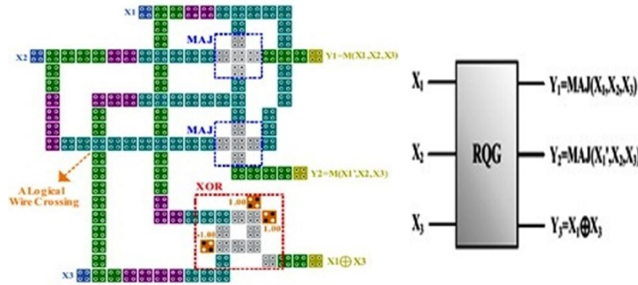 X1
MAJ
X2
Y1=M(X1,X2,X3)
MAJ
Y2=M(X1',X2,X3)
A Logical
Wire Crossing
XOR
1.00
1.00
-1.00
X1⊕X3
X3
X₁
Y₁=MAJ(X₁,X₂,X₃)
X₂
RQG
Y₂=MAJ(X₁',X₂,X₃)
X₃
Y₃=X₁⊕X₃